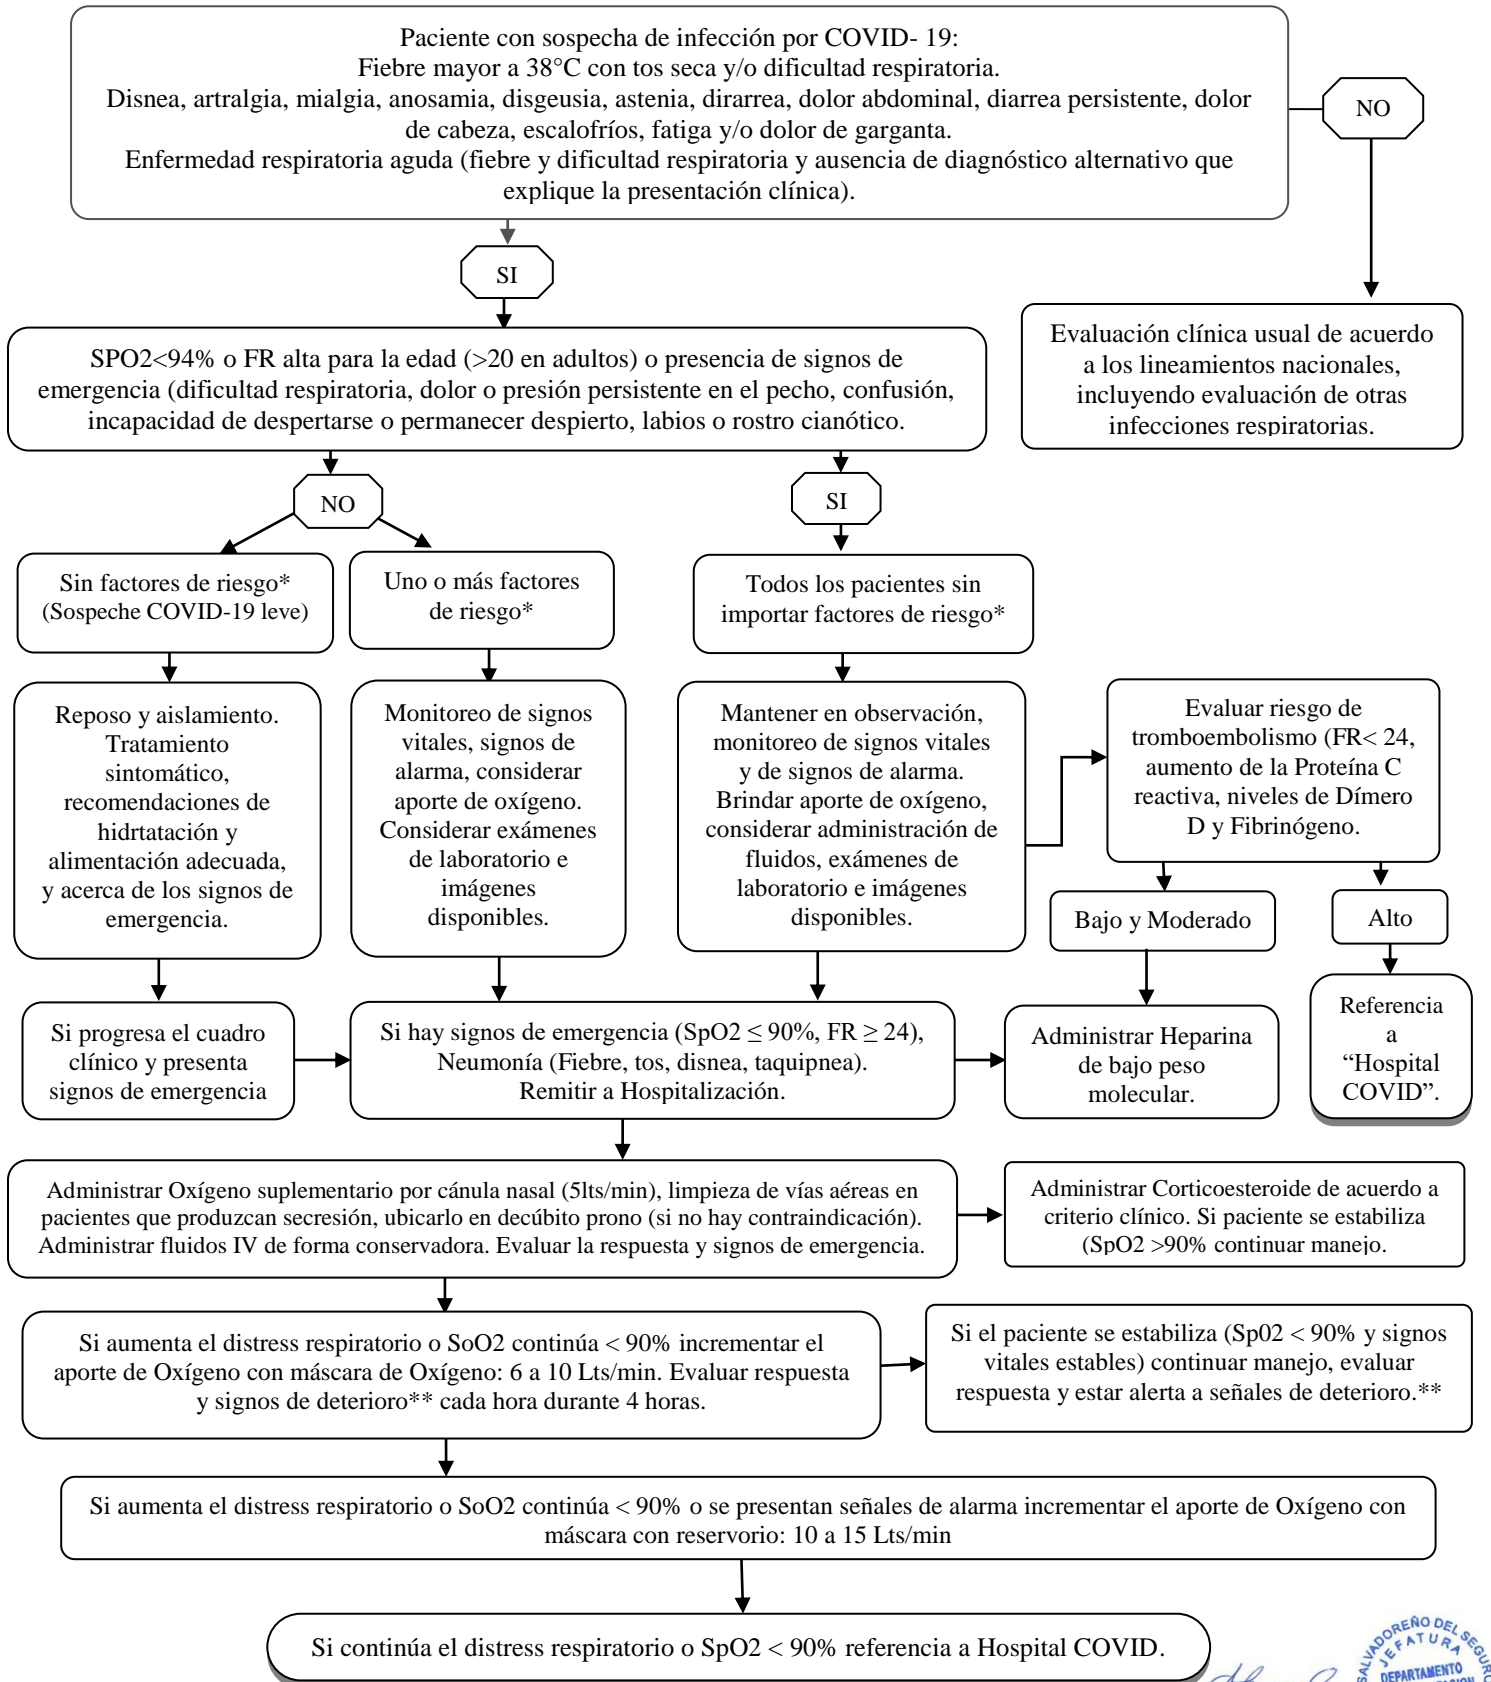 Paciente con sospecha de infección por COVID- 19:
Fiebre mayor a 38°C con tos seca y/o dificultad respiratoria.
Disnea, artralgia, mialgia, anosamia, disgeusia, astenia, dirarrea, dolor abdominal, diarrea persistente, dolor
de cabeza, escalofríos, fatiga y/o dolor de garganta.
Enfermedad respiratoria aguda (fiebre y dificultad respiratoria y ausencia de diagnóstico alternativo que
explique la presentación clínica).
NO
SI
SPO2<94% o FR alta para la edad (>20 en adultos) o presencia de signos de
emergencia (dificultad respiratoria, dolor o presión persistente en el pecho, confusión,
incapacidad de despertarse o permanecer despierto, labios o rostro cianótico.
Evaluación clínica usual de acuerdo
a los lineamientos nacionales,
incluyendo evaluación de otras
infecciones respiratorias.
NO
SI
Sin factores de riesgo*
(Sospeche COVID-19 leve)
Uno o más factores
de riesgo*
Todos los pacientes sin
importar factores de riesgo*
Reposo y aislamiento.
Tratamiento
sintomático,
recomendaciones de
hidrtatación y
alimentación adecuada,
y acerca de los signos de
emergencia.
Monitoreo de signos
vitales, signos de
alarma, considerar
aporte de oxígeno.
Considerar exámenes
de laboratorio e
imágenes
disponibles.
Mantener en observación,
monitoreo de signos vitales
y de signos de alarma.
Brindar aporte de oxígeno,
considerar administración de
fluidos, exámenes de
laboratorio e imágenes
disponibles.
Evaluar riesgo de
tromboembolismo (FR< 24,
aumento de la Proteína C
reactiva, niveles de Dímero
D y Fibrinógeno.
Bajo y Moderado
Alto
Si progresa el cuadro
clínico y presenta
signos de emergencia
Si hay signos de emergencia (SpO2 ≤ 90%, FR ≥ 24),
Neumonía (Fiebre, tos, disnea, taquipnea).
Remitir a Hospitalización.
Administrar Heparina
de bajo peso
molecular.
Referencia
a
“Hospital
COVID”.
Administrar Oxígeno suplementario por cánula nasal (5lts/min), limpieza de vías aéreas en
pacientes que produzcan secresión, ubicarlo en decúbito prono (si no hay contraindicación).
Administrar fluidos IV de forma conservadora. Evaluar la respuesta y signos de emergencia.
Administrar Corticoesteroide de acuerdo a
criterio clínico. Si paciente se estabiliza
(SpO2 >90% continuar manejo.
Si aumenta el distress respiratorio o SoO2 continúa < 90% incrementar el
aporte de Oxígeno con máscara de Oxígeno: 6 a 10 Lts/min. Evaluar respuesta
y signos de deterioro** cada hora durante 4 horas.
Si el paciente se estabiliza (Sp02 < 90% y signos
vitales estables) continuar manejo, evaluar
respuesta y estar alerta a señales de deterioro.**
Si aumenta el distress respiratorio o SoO2 continúa < 90% o se presentan señales de alarma incrementar el aporte de Oxígeno con
máscara con reservorio: 10 a 15 Lts/min
Si continúa el distress respiratorio o SpO2 < 90% referencia a Hospital COVID.
JEFATURA
DEPARTAMENTO